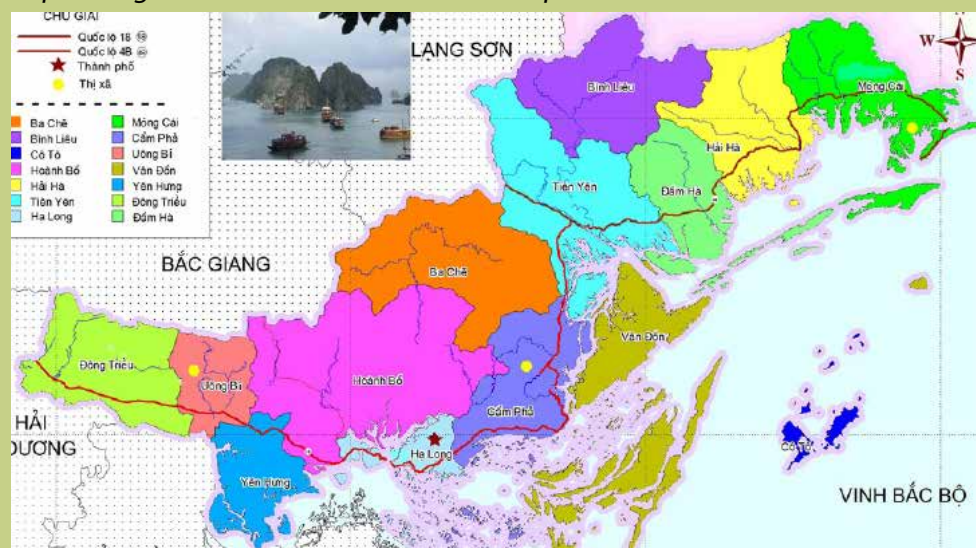 CHÚ GIẢI
Quốc lộ 18
Quốc lộ 4B
Thành phố
Thị xã
Ba Chẽ
Bình Liêu
Cô Tô
Hoành Bồ
Hải Hà
Tiên Yên
Hạ Long
Móng Cái
Cẩm Phả
Uông Bí
Vân Đồn
Yên Hưng
Đông Triều
Đầm Hà
LẠNG SƠN
W
S
Bình Liêu
Móng Cái
Hải Hà
Tiên Yên
Đầm Hà
BẮC GIANG
Ba Chẽ
Vân Đồn
Đông Triều
Uông Bí
Hoành Bồ
Cẩm Phả
HẢI
DƯƠNG
Hạ Long
Cô Tô
Yên Hưng
VINH BẮC BỘ